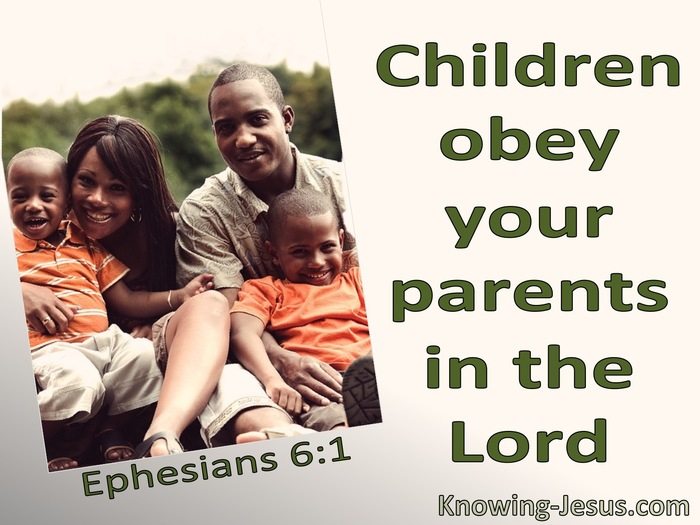 Children
obey
your
parents
in the
Lord
Ephesians 6:1
Knowing-Jesus.com